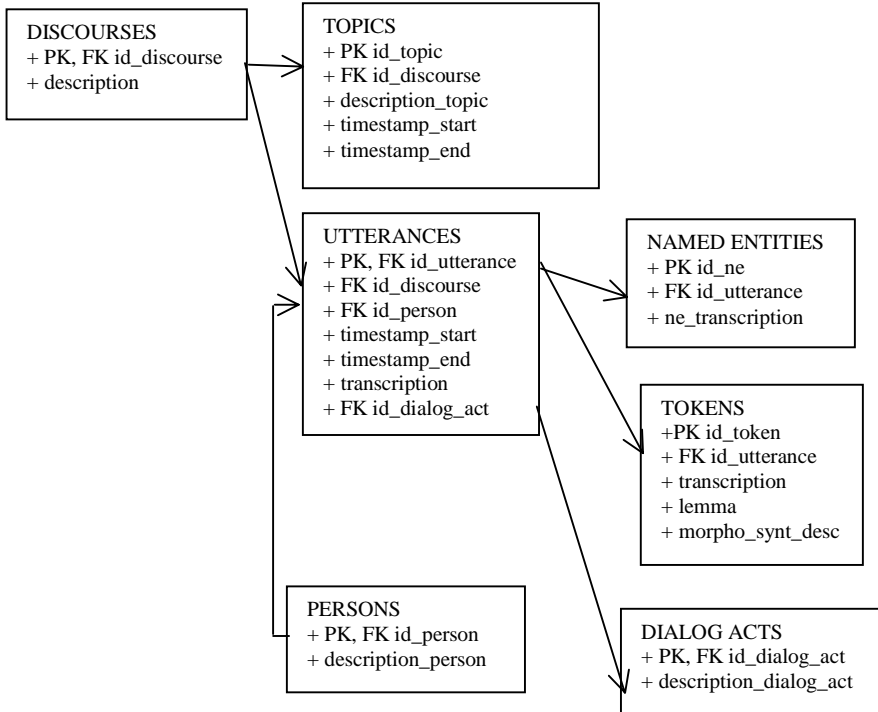 DISCOURSES
+ PK, FK id_discourse
+ description
TOPICS
+ PK id_topic
+ FK id_discourse
+ description_topic
+ timestamp_start
+ timestamp_end
UTTERANCES
+ PK, FK id_utterance
+ FK id_discourse
+ FK id_person
+ timestamp_start
+ timestamp_end
+ transcription
+ FK id_dialog_act
NAMED ENTITIES
+ PK id_ne
+ FK id_utterance
+ ne_transcription
TOKENS
+PK id_token
+ FK id_utterance
+ transcription
+ lemma
+ morpho_synt_desc
PERSONS
+ PK, FK id_person
+ description_person
DIALOG ACTS
+ PK, FK id_dialog_act
+ description_dialog_act